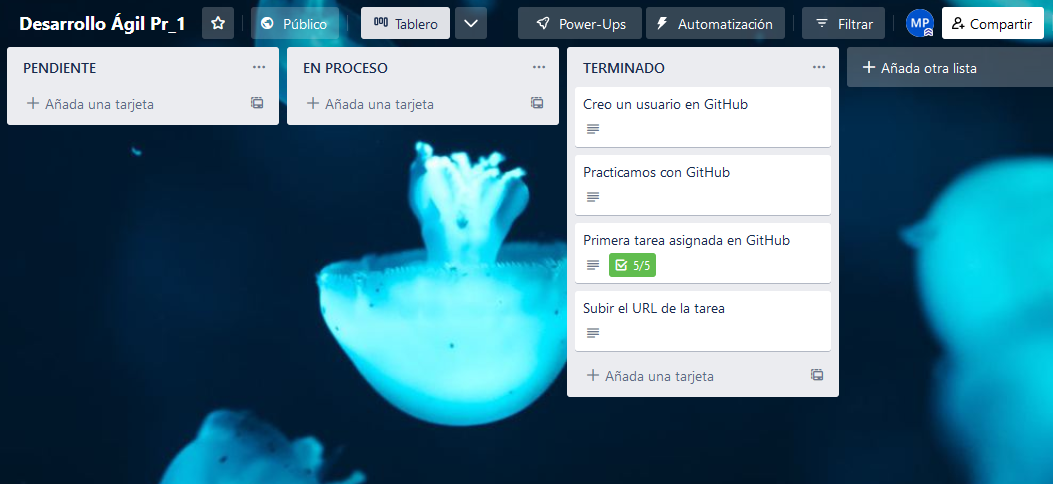 Desarrollo Ágil Pr_1
Público
Tablero
Power-Ups
Automatización
Filtrar
MP
Compartir
PENDIENTE
Añada una tarjeta
EN PROCESO
Añada una tarjeta
TERMINADO
Creo un usuario en GitHub
Practicamos con GitHub
Primera tarea asignada en GitHub
5/5
Subir el URL de la tarea
Añada una tarjeta
Añada otra lista